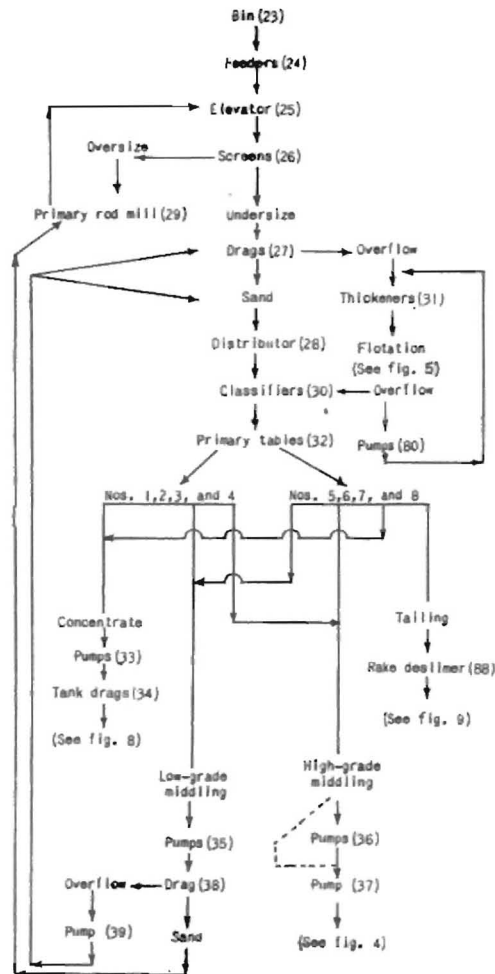 Bin (23)
Feeders (24)
Elevator (25)
Oversize
Screens (26)
Primary rod mill (29)
Undersize
Drags (27)
Overflow
Sand
Thickeners (31)
Distributor (28)
Flotation
(See fig. 5)
Classifiers (30)
Overflow
Primary tables (32)
Pumps (80)
Nos. 1,2,3, and 4
Nos. 5,6,7, and 8
Concentrate
Tailing
Pumps (33)
Tank drags (34)
Rake deslimer (88)
(See fig. 8)
(See fig. 9)
Low-grade
middling
High-grade
middling
Pumps (35)
Pumps (36)
Overflow
Drag (38)
Pump (37)
Pump (39)
Sand
(See fig. 4)